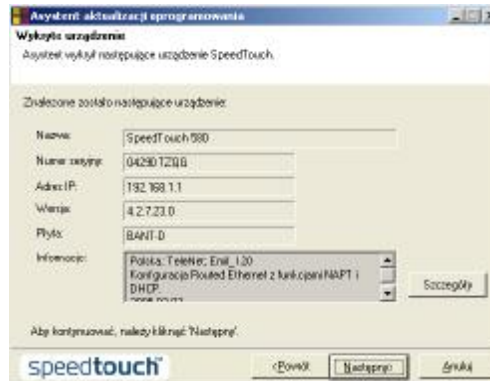 Asystent aktualizacji oprogramowania
Wykryte urządzenie
Asystent wykrył następujące urządzenie SpeedTouch.
Znalezione zostało następujące urządzenie:
Nazwa: SpeedTouch 580
Numer seryjny:
Adres IP: 192.168.1.1
Wersja: 4.2.7.23.0
Płyta: BANT-D
Informacje: Polska; TeleNet;
Konfiguracja Routed Ethernet z funkcjami NAPT i
DHCP.
Szczegóły
Aby kontynuować, należy kliknąć 'Następny'.
speedtouch™
<Powrót
Następny>
Anuluj